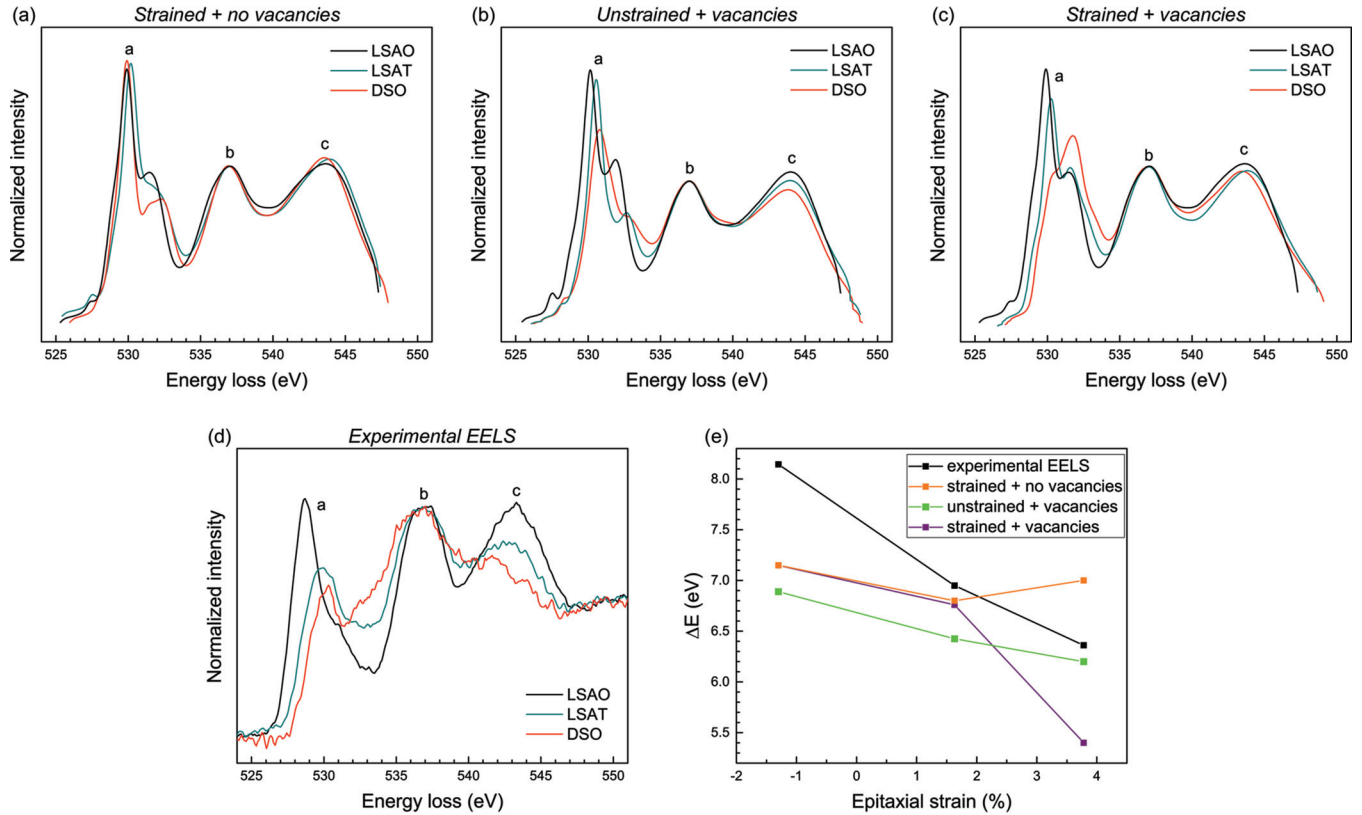 (a) Strained + no vacancies
a
b
c
LSAO
LSAT
DSO
Normalized intensity
525 530 535 540 545 550
Energy loss (eV)
(b) Unstrained + vacancies
a
b
c
LSAO
LSAT
DSO
Normalized intensity
525 530 535 540 545 550
Energy loss (eV)
(c) Strained + vacancies
a
b
c
LSAO
LSAT
DSO
Normalized intensity
525 530 535 540 545 550
Energy loss (eV)
(d) Experimental EELS
a
b
c
LSAO
LSAT
DSO
Normalized intensity
525 530 535 540 545 550
Energy loss (eV)
(e)
experimental EELS
strained + no vacancies
unstrained + vacancies
strained + vacancies
8.0
7.5
7.0
6.5
6.0
5.5
ΔE (eV)
-2 -1 0 1 2 3 4
Epitaxial strain (%)